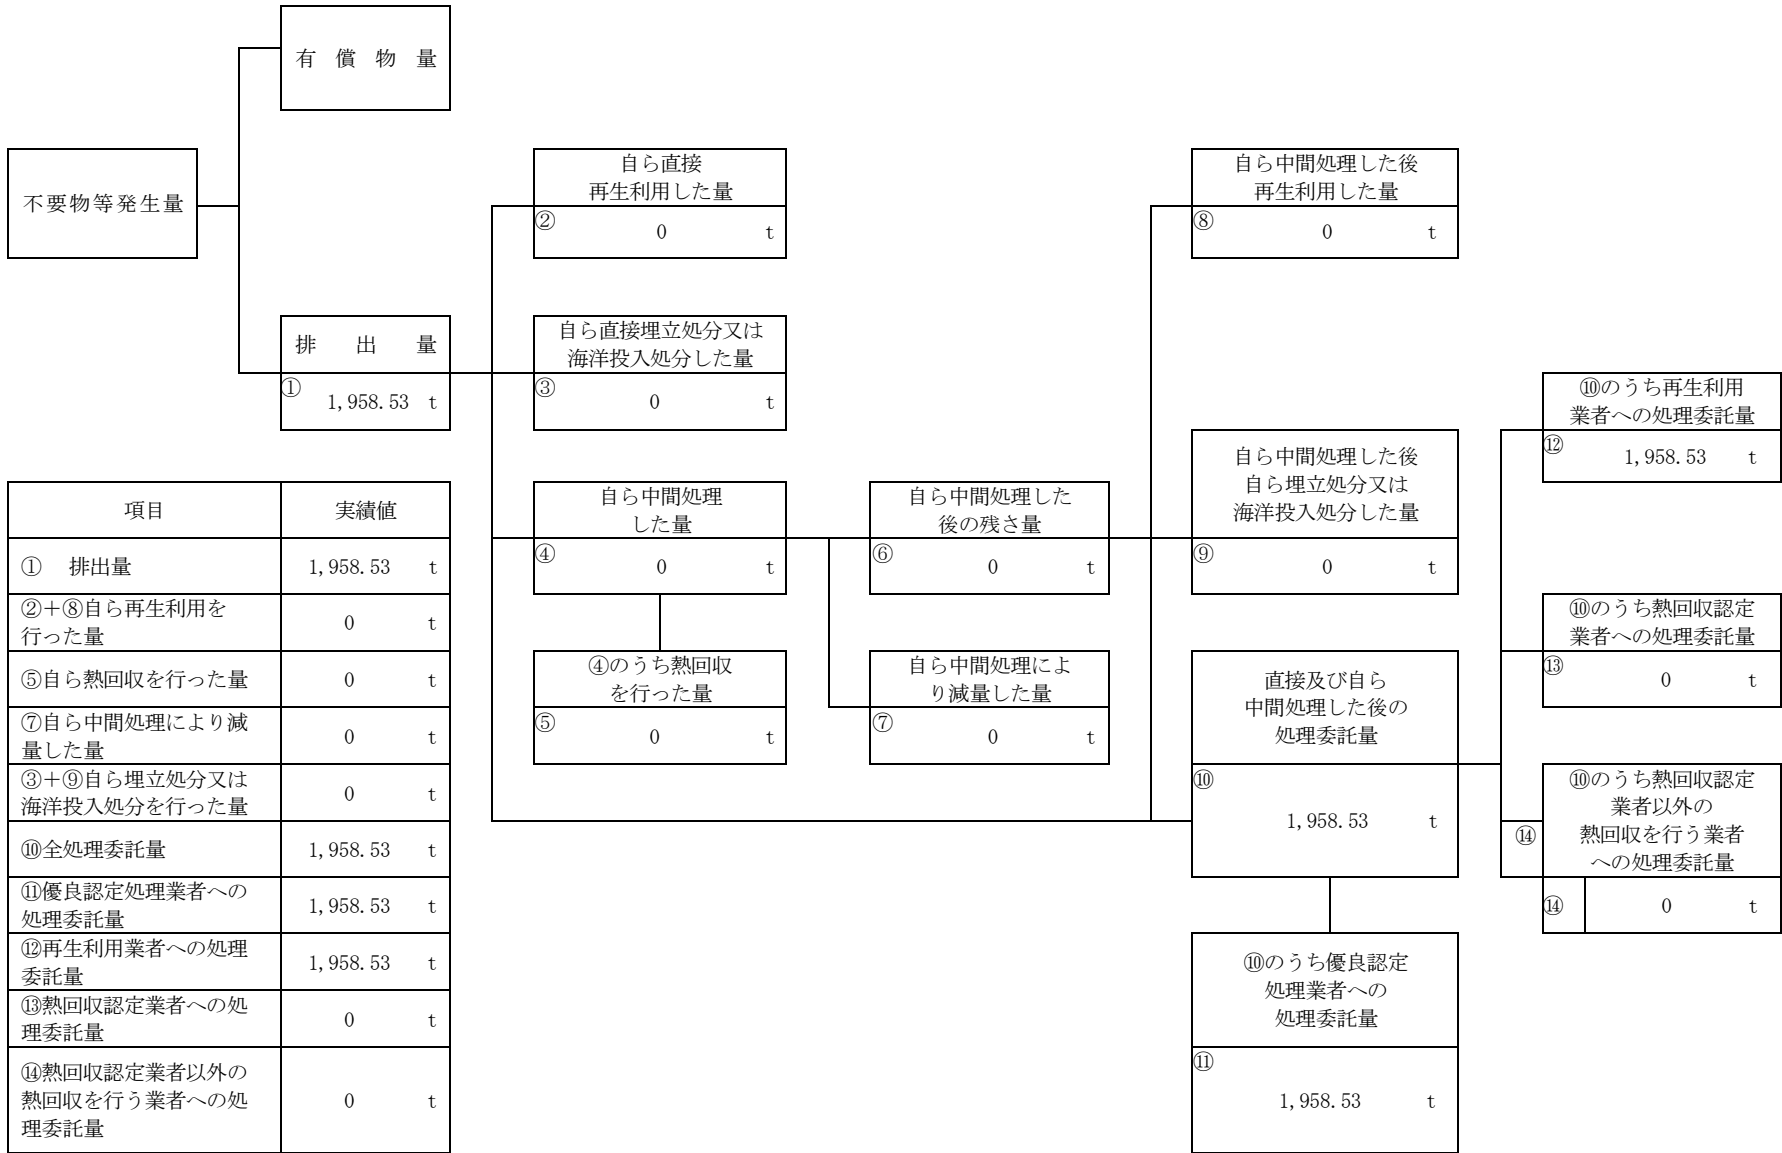 有償物量
不要物等発生量
自ら直接
再生利用した量
② 0 t
自ら中間処理した後
再生利用した量
⑧ 0 t
排出量
① 1,958.53 t
自ら直接埋立処分又は
海洋投入処分した量
③ 0 t
⑩のうち再生利用
業者への処理委託量
⑫ 1,958.53 t
自ら中間処理
した量
④ 0 t
自ら中間処理した
後の残さ量
⑥ 0 t
自ら中間処理した後
自ら埋立処分又は
海洋投入処分した量
⑨ 0 t
⑩のうち熱回収認定
業者への処理委託量
⑬ 0 t
④のうち熱回収
を行った量
⑤ 0 t
自ら中間処理によ
り減量した量
⑦ 0 t
直接及び自ら
中間処理した後の
処理委託量
⑩ 1,958.53 t
⑩のうち熱回収認定
業者以外の
熱回収を行う業者
への処理委託量
⑭
⑭ 0 t
⑩のうち優良認定
処理業者への
処理委託量
⑪ 1,958.53 t
項目 実績値
① 排出量 1,958.53 t
②＋⑧自ら再生利用を
行った量 0 t
⑤自ら熱回収を行った量 0 t
⑦自ら中間処理により減
量した量 0 t
③＋⑨自ら埋立処分又は
海洋投入処分を行った量 0 t
⑩全処理委託量 1,958.53 t
⑪優良認定処理業者への
処理委託量 1,958.53 t
⑫再生利用業者への処理
委託量 1,958.53 t
⑬熱回収認定業者への処
理委託量 0 t
⑭熱回収認定業者以外の
熱回収を行う業者への処
理委託量 0 t